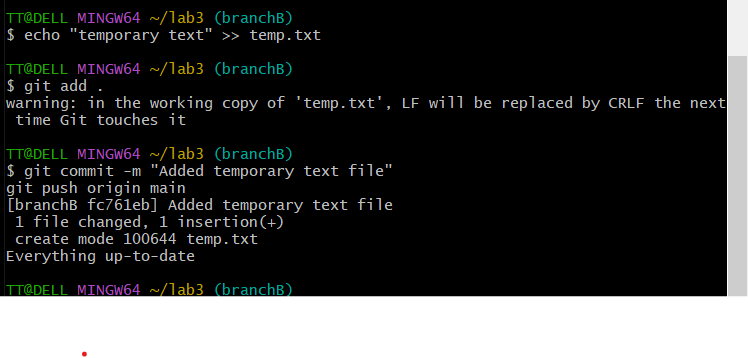 TT@DELL MINGW64 ~/lab3 (branchB)
$ echo "temporary text" >> temp.txt
TT@DELL MINGW64 ~/lab3 (branchB)
$ git add .
warning: in the working copy of 'temp.txt', LF will be replaced by CRLF the next
time Git touches it
TT@DELL MINGW64 ~/lab3 (branchB)
$ git commit -m "Added temporary text file"
git push origin main
[branchB fc761eb] Added temporary text file
1 file changed, 1 insertion(+)
create mode 100644 temp.txt
Everything up-to-date
TT@DELL MINGW64 ~/lab3 (branchB)